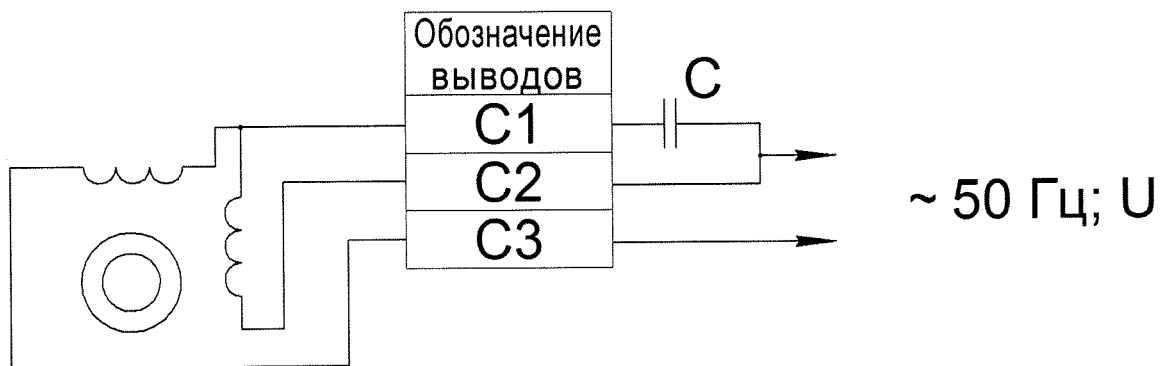 Обозначение
выводов
C
C1
C2
C3
~ 50 Гц; U